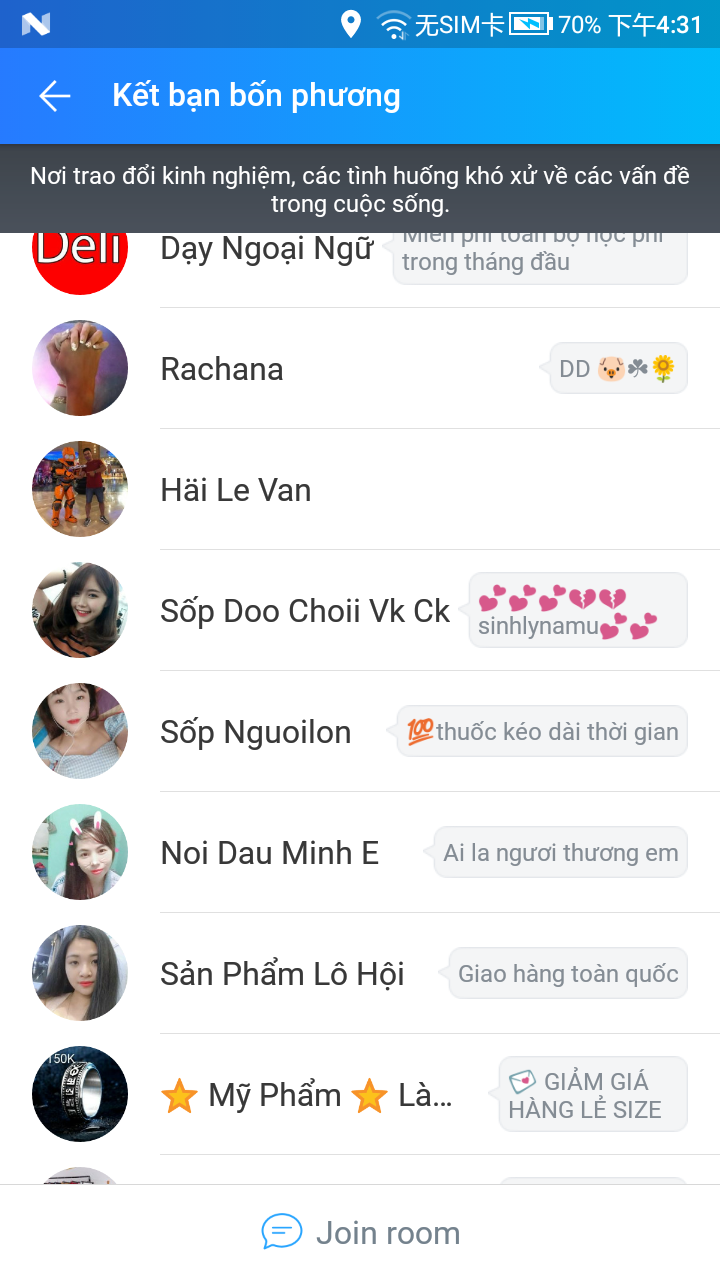 无SIM卡 70% 下午4:31
Kết bạn bốn phương
Nơi trao đổi kinh nghiệm, các tình huống khó xử về các vấn đề
trong cuộc sống.
Deli
Dạy Ngoại Ngữ
Miễn phí toàn bộ học phí
trong tháng đầu
Rachana
DD 🐷☘🌻
Häi Le Van
Sốp Doo Choii Vk Ck
💕💕💕💔💔
sinhlynamu💕💕
Sốp Nguoilon
💯thuốc kéo dài thời gian
Noi Dau Minh E
Ai la ngươi thương em
Sản Phẩm Lô Hội
Giao hàng toàn quốc
150K
⭐ Mỹ Phẩm ⭐ Là...
💌 GIẢM GIÁ
HÀNG LẺ SIZE
Join room